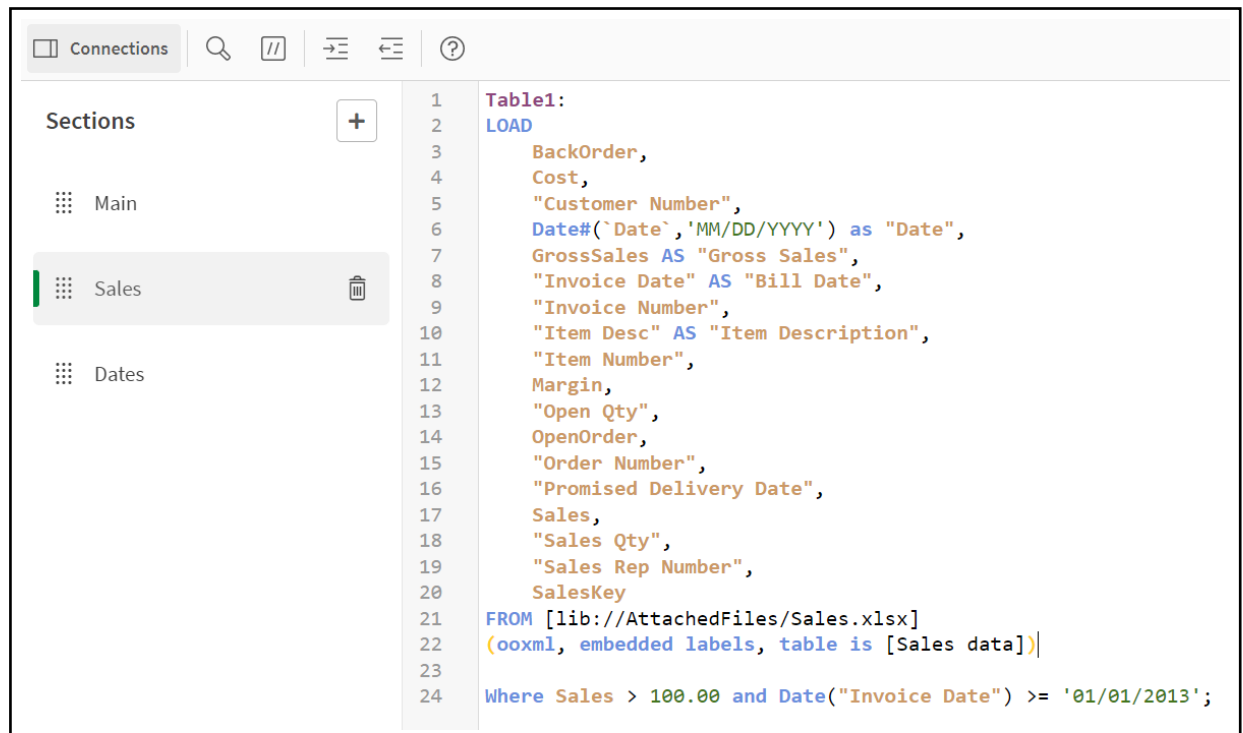 Connections
Sections
+
Main
Sales
Dates
1 Table1:
2 LOAD
3 BackOrder,
4 Cost,
5 "Customer Number",
6 Date#(`Date`,'MM/DD/YYYY') as "Date",
7 GrossSales AS "Gross Sales",
8 "Invoice Date" AS "Bill Date",
9 "Invoice Number",
10 "Item Desc" AS "Item Description",
11 "Item Number",
12 Margin,
13 "Open Qty",
14 OpenOrder,
15 "Order Number",
16 "Promised Delivery Date",
17 Sales,
18 "Sales Qty",
19 "Sales Rep Number",
20 SalesKey
21 FROM [lib://AttachedFiles/Sales.xlsx]
22 (ooxml, embedded labels, table is [Sales data])
23
24 Where Sales > 100.00 and Date("Invoice Date") >= '01/01/2013';